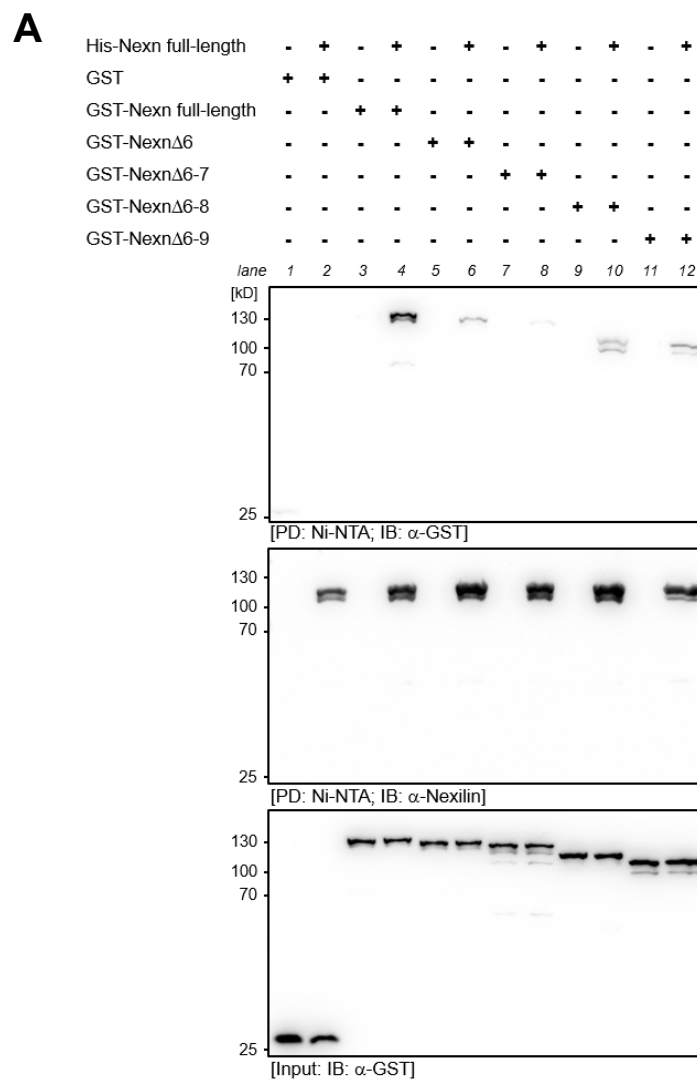 A
His-Nexn full-length - + - + - + - + - + - +
GST + + - - - - - - - - - -
GST-Nexn full-length - - + + - - - - - - - -
GST-NexnΔ6 - - - - + + - - - - - -
GST-NexnΔ6-7 - - - - - - + + - - - -
GST-NexnΔ6-8 - - - - - - - - + + - -
GST-NexnΔ6-9 - - - - - - - - - - + +
lane 1 2 3 4 5 6 7 8 9 10 11 12
[kD]
130
100
70
25
[PD: Ni-NTA; IB: α-GST]
130
100
70
25
[PD: Ni-NTA; IB: α-Nexilin]
130
100
70
25
[Input: IB: α-GST]